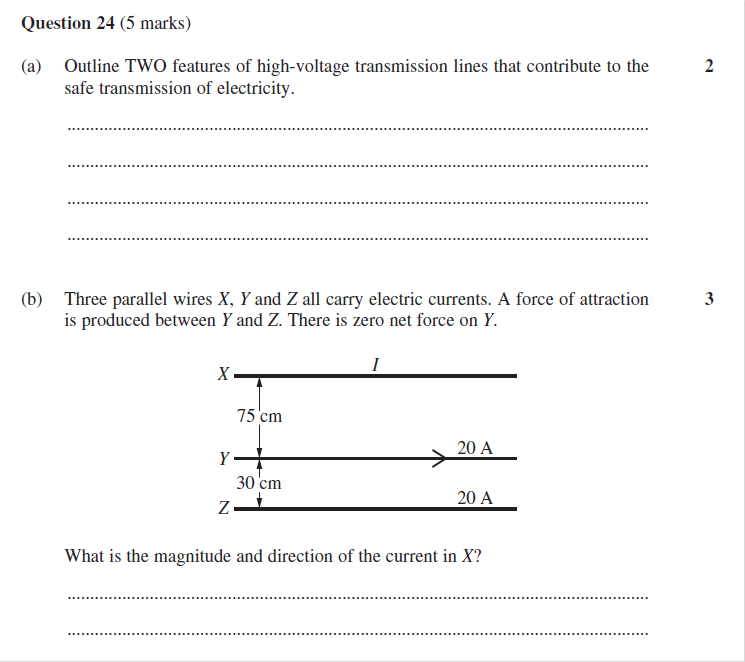 Question 24 (5 marks)
(a) Outline TWO features of high-voltage transmission lines that contribute to the 2
safe transmission of electricity.
(b) Three parallel wires X, Y and Z all carry electric currents. A force of attraction 3
is produced between Y and Z. There is zero net force on Y.
I
X
75 cm
20 A
Y
30 cm
20 A
Z
What is the magnitude and direction of the current in X?